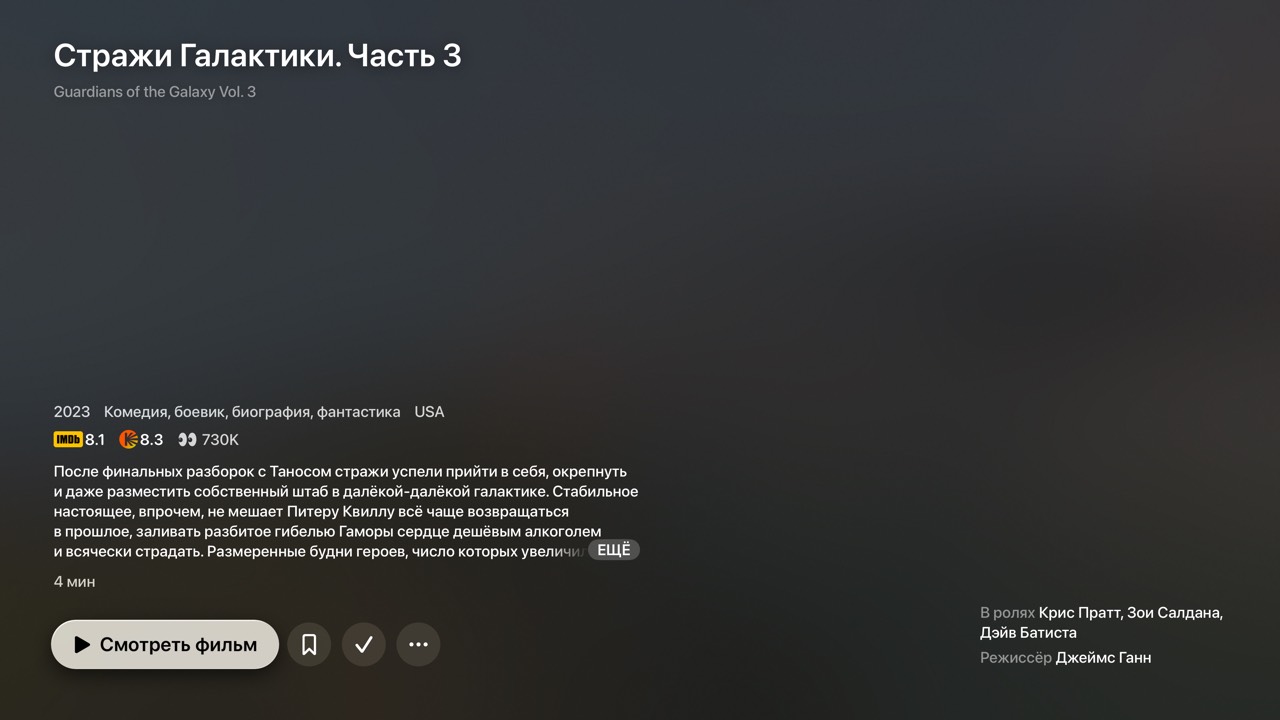 Стражи Галактики. Часть 3
Guardians of the Galaxy Vol. 3
2023 Комедия, боевик, биография, фантастика USA
IMDb 8.1 8.3 👀 730K
После финальных разборок с Таносом стражи успели прийти в себя, окрепнуть
и даже разместить собственный штаб в далёкой-далёкой галактике. Стабильное
настоящее, впрочем, не мешает Питеру Квиллу всё чаще возвращаться
в прошлое, заливать разбитое гибелью Гаморы сердце дешёвым алкоголем
и всячески страдать. Размеренные будни героев, число которых увеличил ЕЩЁ
4 мин
Смотреть фильм
В ролях Крис Пратт, Зои Салдана,
Дэйв Батиста
Режиссёр Джеймс Ганн